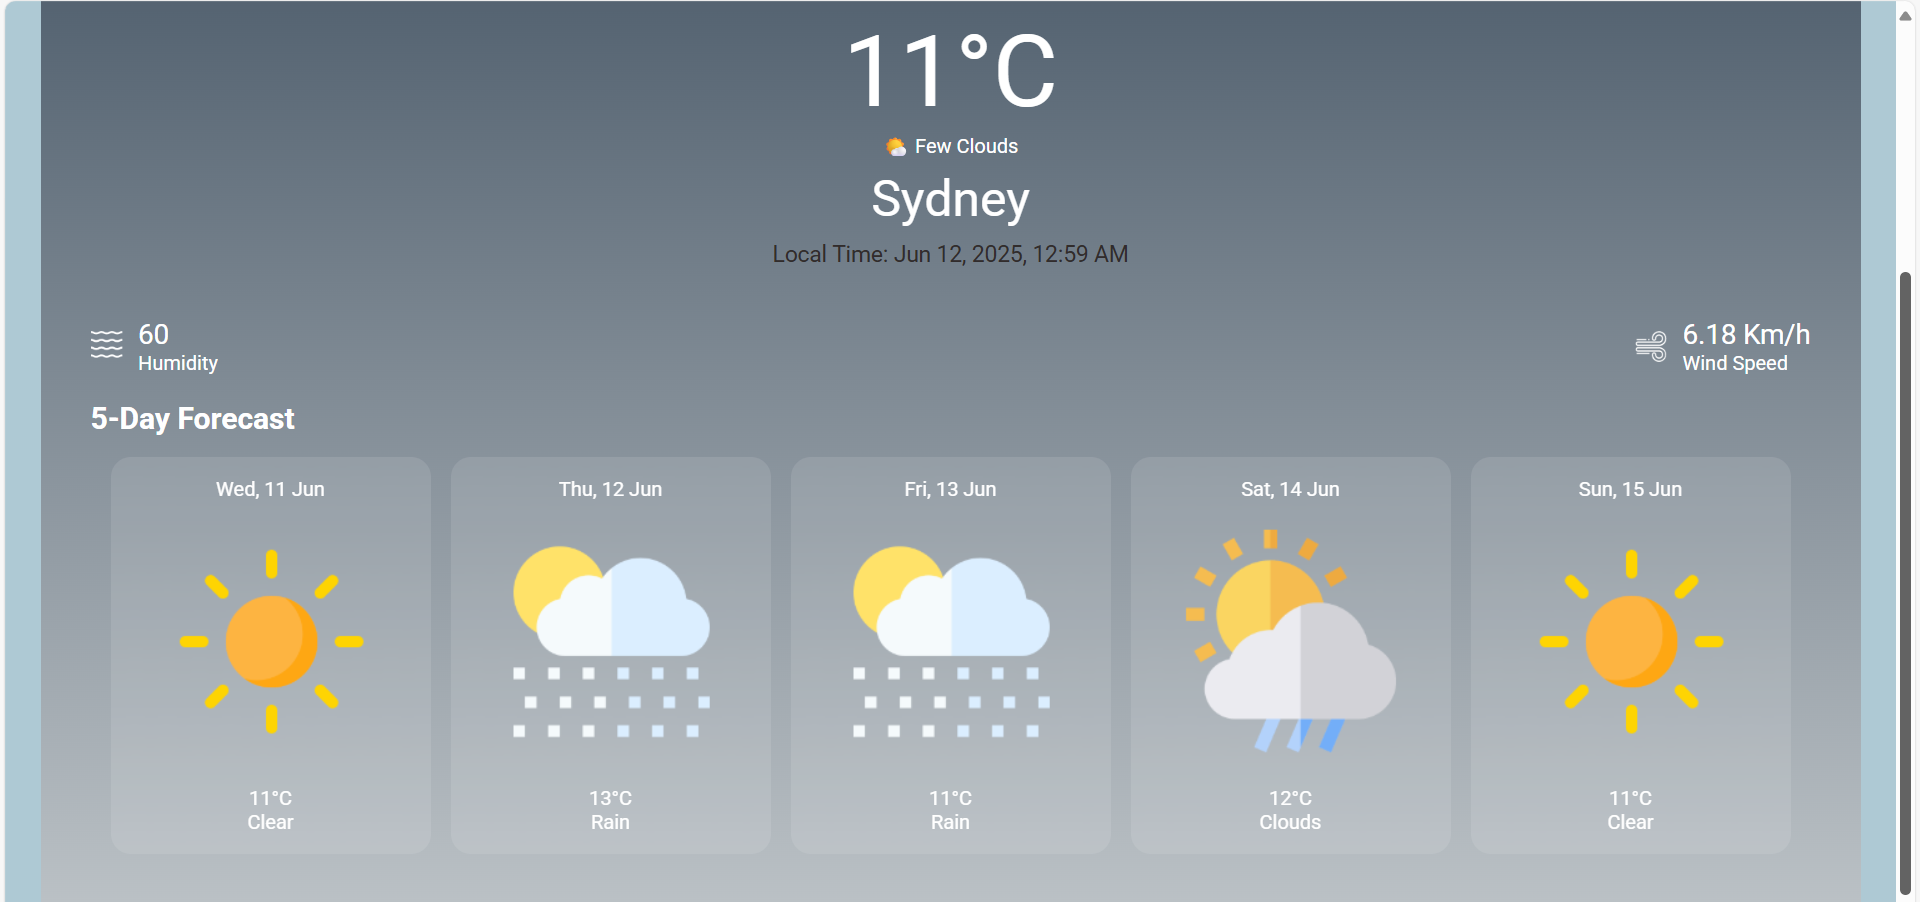 11°C
Few Clouds
Sydney
Local Time: Jun 12, 2025, 12:59 AM
60
Humidity
6.18 Km/h
Wind Speed
5-Day Forecast
Wed, 11 Jun
11°C
Clear
Thu, 12 Jun
13°C
Rain
Fri, 13 Jun
11°C
Rain
Sat, 14 Jun
12°C
Clouds
Sun, 15 Jun
11°C
Clear